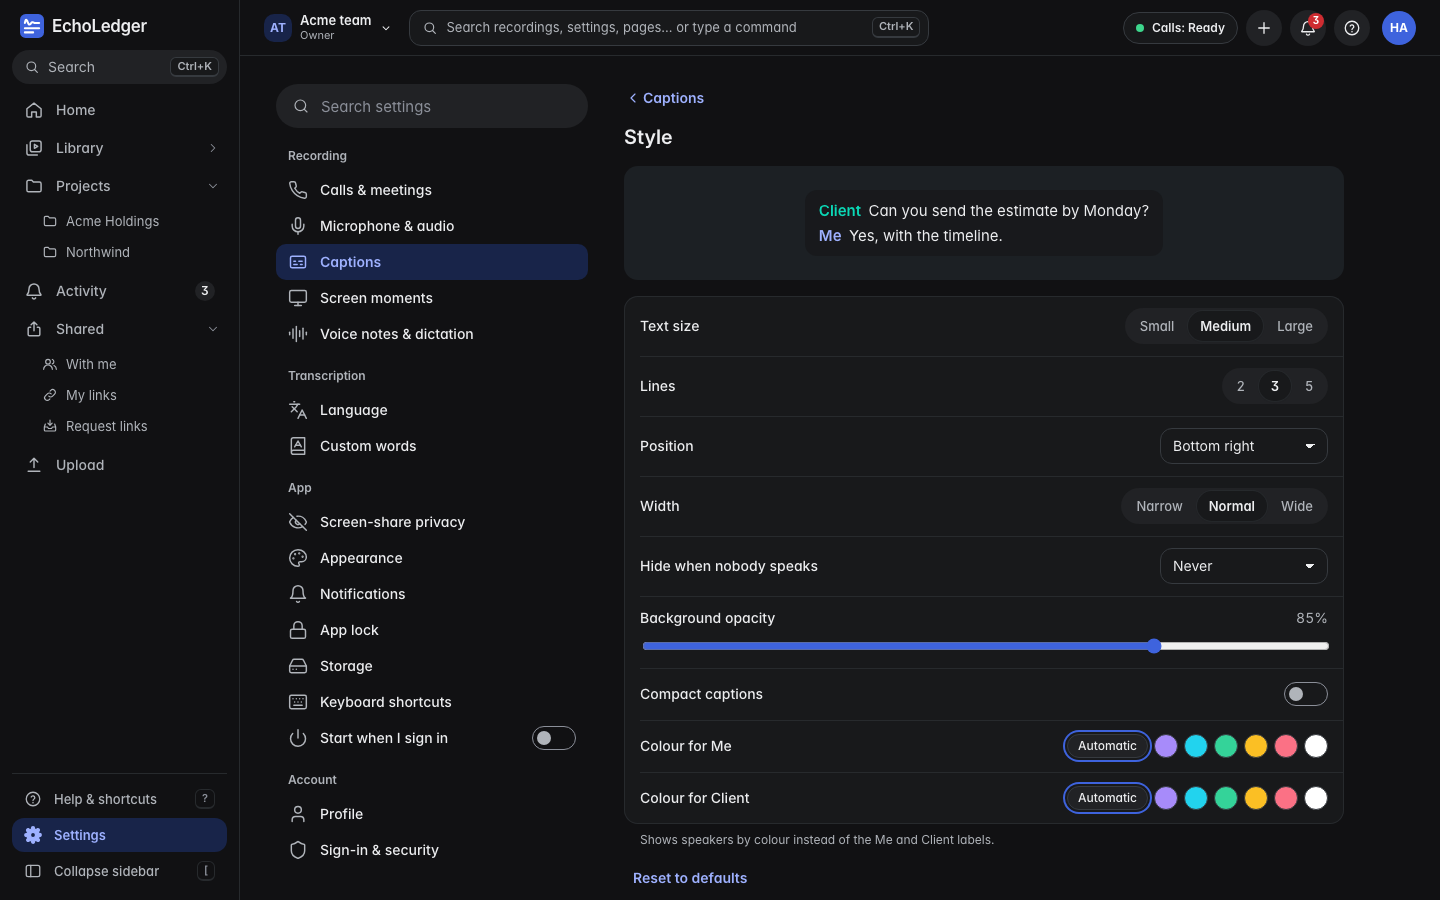 EchoLedger
Search Ctrl+K
Home
Library
Projects
Acme Holdings
Northwind
Activity 3
Shared
With me
My links
Request links
Upload
Help & shortcuts ?
Settings
Collapse sidebar [
AT Acme team
Owner
Search recordings, settings, pages... or type a command Ctrl+K
Calls: Ready
3
HA
Search settings
Recording
Calls & meetings
Microphone & audio
Captions
Screen moments
Voice notes & dictation
Transcription
Language
Custom words
App
Screen-share privacy
Appearance
Notifications
App lock
Storage
Keyboard shortcuts
Start when I sign in
Account
Profile
Sign-in & security
Captions
Style
Client Can you send the estimate by Monday?
Me Yes, with the timeline.
Text size Small Medium Large
Lines 2 3 5
Position Bottom right
Width Narrow Normal Wide
Hide when nobody speaks Never
Background opacity 85%
Compact captions
Colour for Me Automatic
Colour for Client Automatic
Shows speakers by colour instead of the Me and Client labels.
Reset to defaults